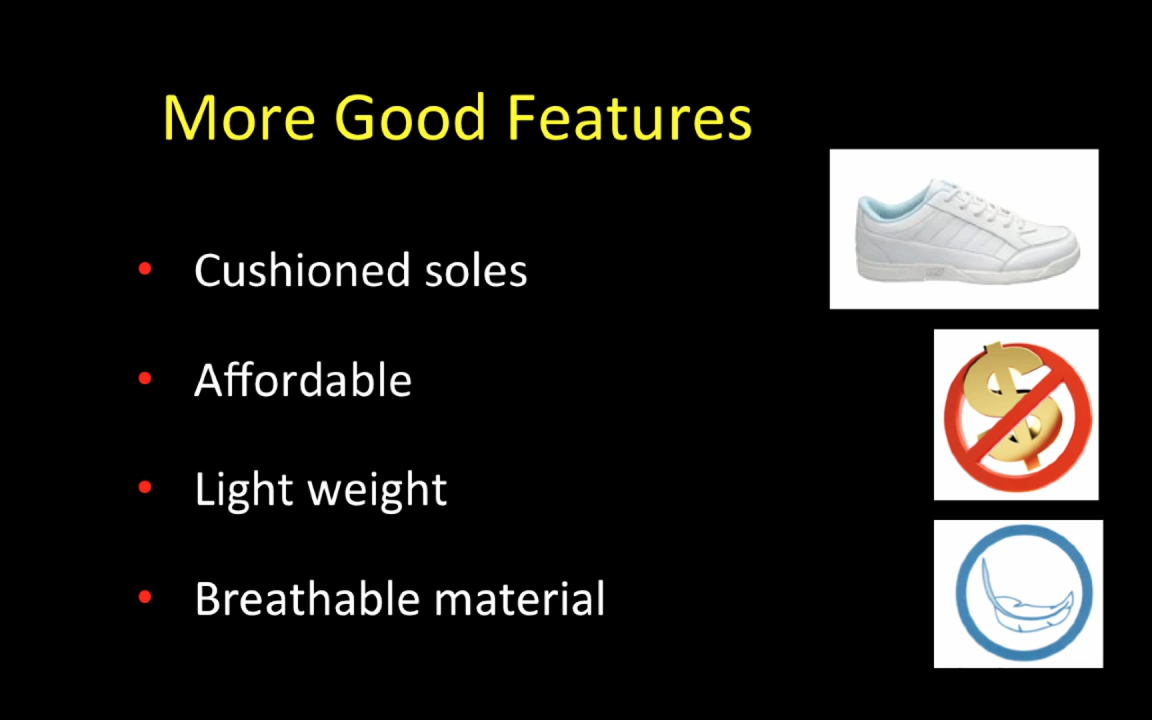 More Good Features
• Cushioned soles
• Affordable
• Light weight
• Breathable material